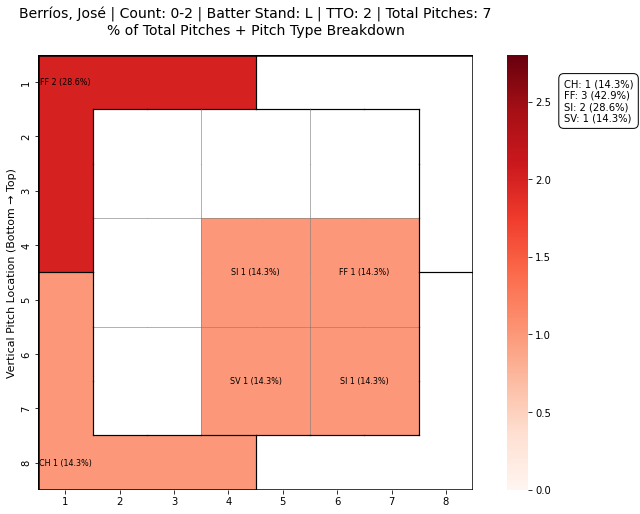 Berríos, José | Count: 0-2 | Batter Stand: L | TTO: 2 | Total Pitches: 7
% of Total Pitches + Pitch Type Breakdown
FF 2 (28.6%)
SI 1 (14.3%)
FF 1 (14.3%)
SV 1 (14.3%)
SI 1 (14.3%)
CH 1 (14.3%)
Vertical Pitch Location (Bottom → Top)
1
2
3
4
5
6
7
8
1
2
3
4
5
6
7
8
2.5
2.0
1.5
1.0
0.5
0.0
CH: 1 (14.3%)
FF: 3 (42.9%)
SI: 2 (28.6%)
SV: 1 (14.3%)